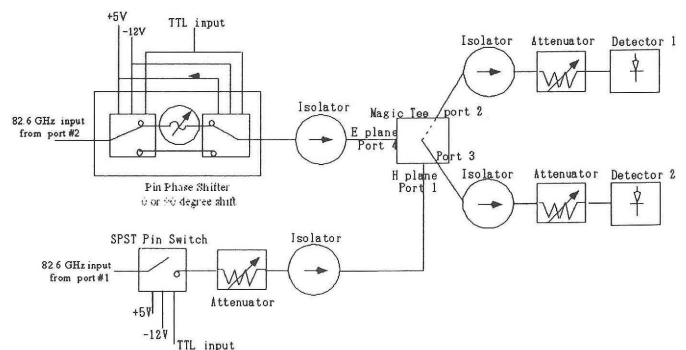 +5V
-12V
TTL input
82.6 GHz input
from port #2
Pin Phase Shifter
degree shift
Isolator
E plane
Port 4
Magic Tee
port 2
Port 3
H plane
Port 1
Isolator
Attenuator
Detector 1
Isolator
Attenuator
Detector 2
SPST Pin Switch
82.6 GHz input
from port #1
+5V
-12V
TTL input
Attenuator
Isolator